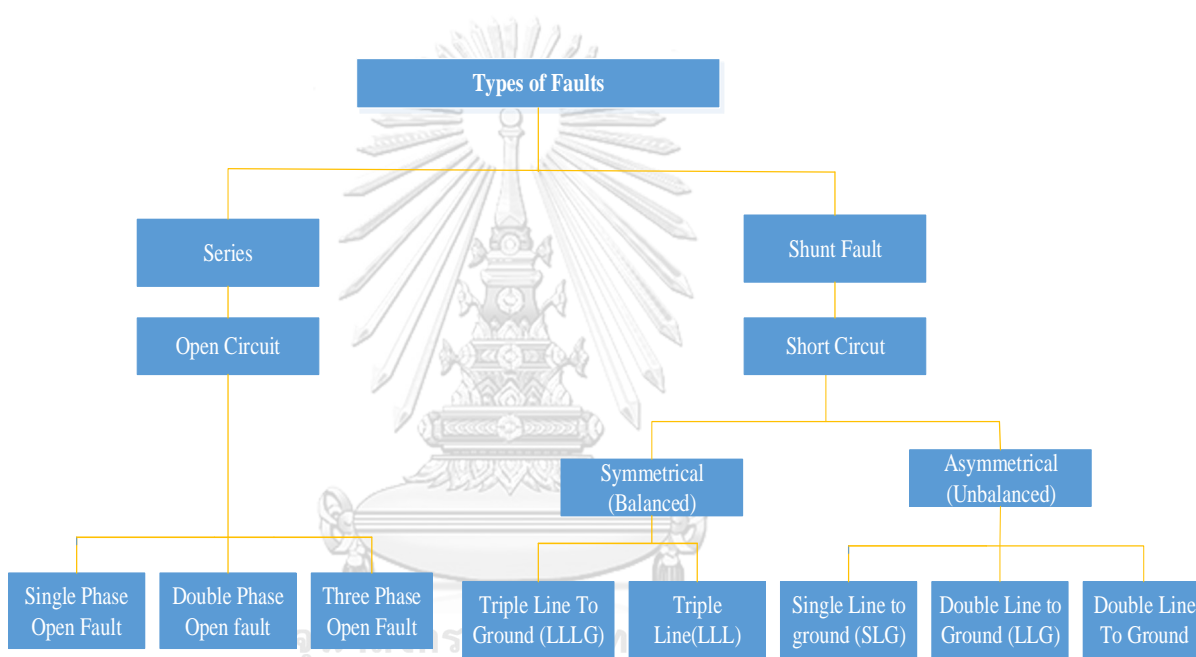 Types of Faults
Series
Shunt Fault
Open Circuit
Short Circut
Symmetrical
(Balanced)
Asymmetrical
(Unbalanced)
Single Phase
Open Fault
Double Phase
Open fault
Three Phase
Open Fault
Triple Line To
Ground (LLLG)
Triple
Line(LLL)
Single Line to
ground (SLG)
Double Line to
Ground (LLG)
Double Line
To Ground